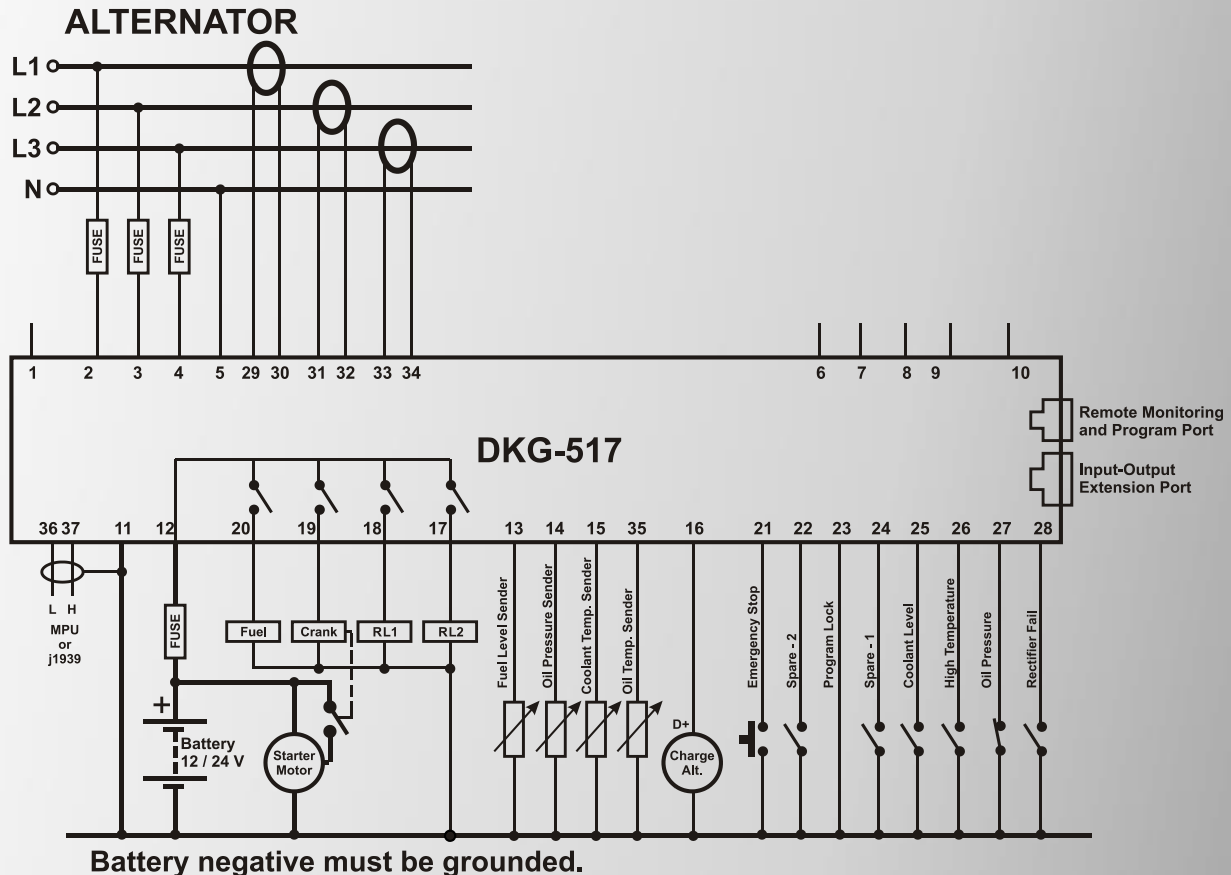 ALTERNATOR
L1
L2
L3
N
FUSE
FUSE
FUSE
1 2 3 4 5 29 30 31 32 33 34 6 7 8 9 10
Remote Monitoring
and Program Port
DKG-517
Input-Output
Extension Port
36 37 11 12 20 19 18 17 13 14 15 35 16 21 22 23 24 25 26 27 28
L H
MPU
or
j1939
FUSE
Fuel
Crank
RL1
RL2
Fuel Level Sender
Oil Pressure Sender
Coolant Temp. Sender
Oil Temp. Sender
Emergency Stop
Spare - 2
Program Lock
Spare - 1
Coolant Level
High Temperature
Oil Pressure
Rectifier Fail
+
Battery
12 / 24 V
Starter
Motor
D+
Charge
Alt.
Battery negative must be grounded.